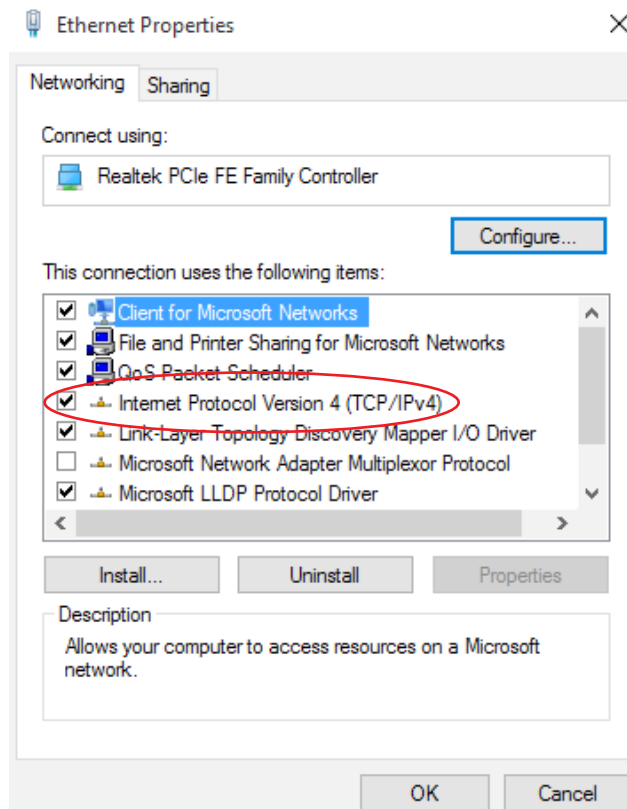 Ethernet Properties
Networking
Sharing
Connect using:
Realtek PCIe FE Family Controller
Configure...
This connection uses the following items:
Client for Microsoft Networks
File and Printer Sharing for Microsoft Networks
QoS Packet Scheduler
Internet Protocol Version 4 (TCP/IPv4)
Link-Layer Topology Discovery Mapper I/O Driver
Microsoft Network Adapter Multiplexor Protocol
Microsoft LLDP Protocol Driver
Install...
Uninstall
Properties
Description
Allows your computer to access resources on a Microsoft
network.
OK
Cancel